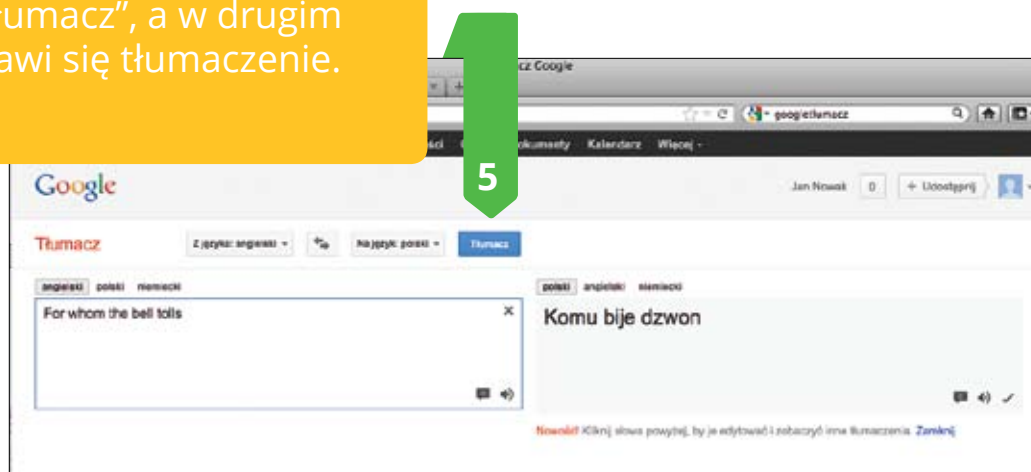 tłumacz”, a w drugim
awi się tłumaczenie.
5
cz Google
googletłumacz
okumenty Kalendarz Więcej
Google
Jan Nowak 0 + Udostępnij
Tłumacz Z języka: angielski Na język: polski Tłumacz
angielski polski niemiecki
For whom the bell tolls
polski angielski niemiecki
Komu bije dzwon
Nowość! Kliknij słowa powyżej, by je edytować i zobaczyć inne tłumaczenia. Zamknij